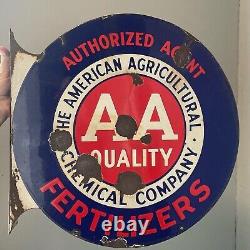 AUTHORIZED AGENT
THE AMERICAN AGRICULTURAL
AA
QUALITY
CHEMICAL COMPANY
FERTILIZERS